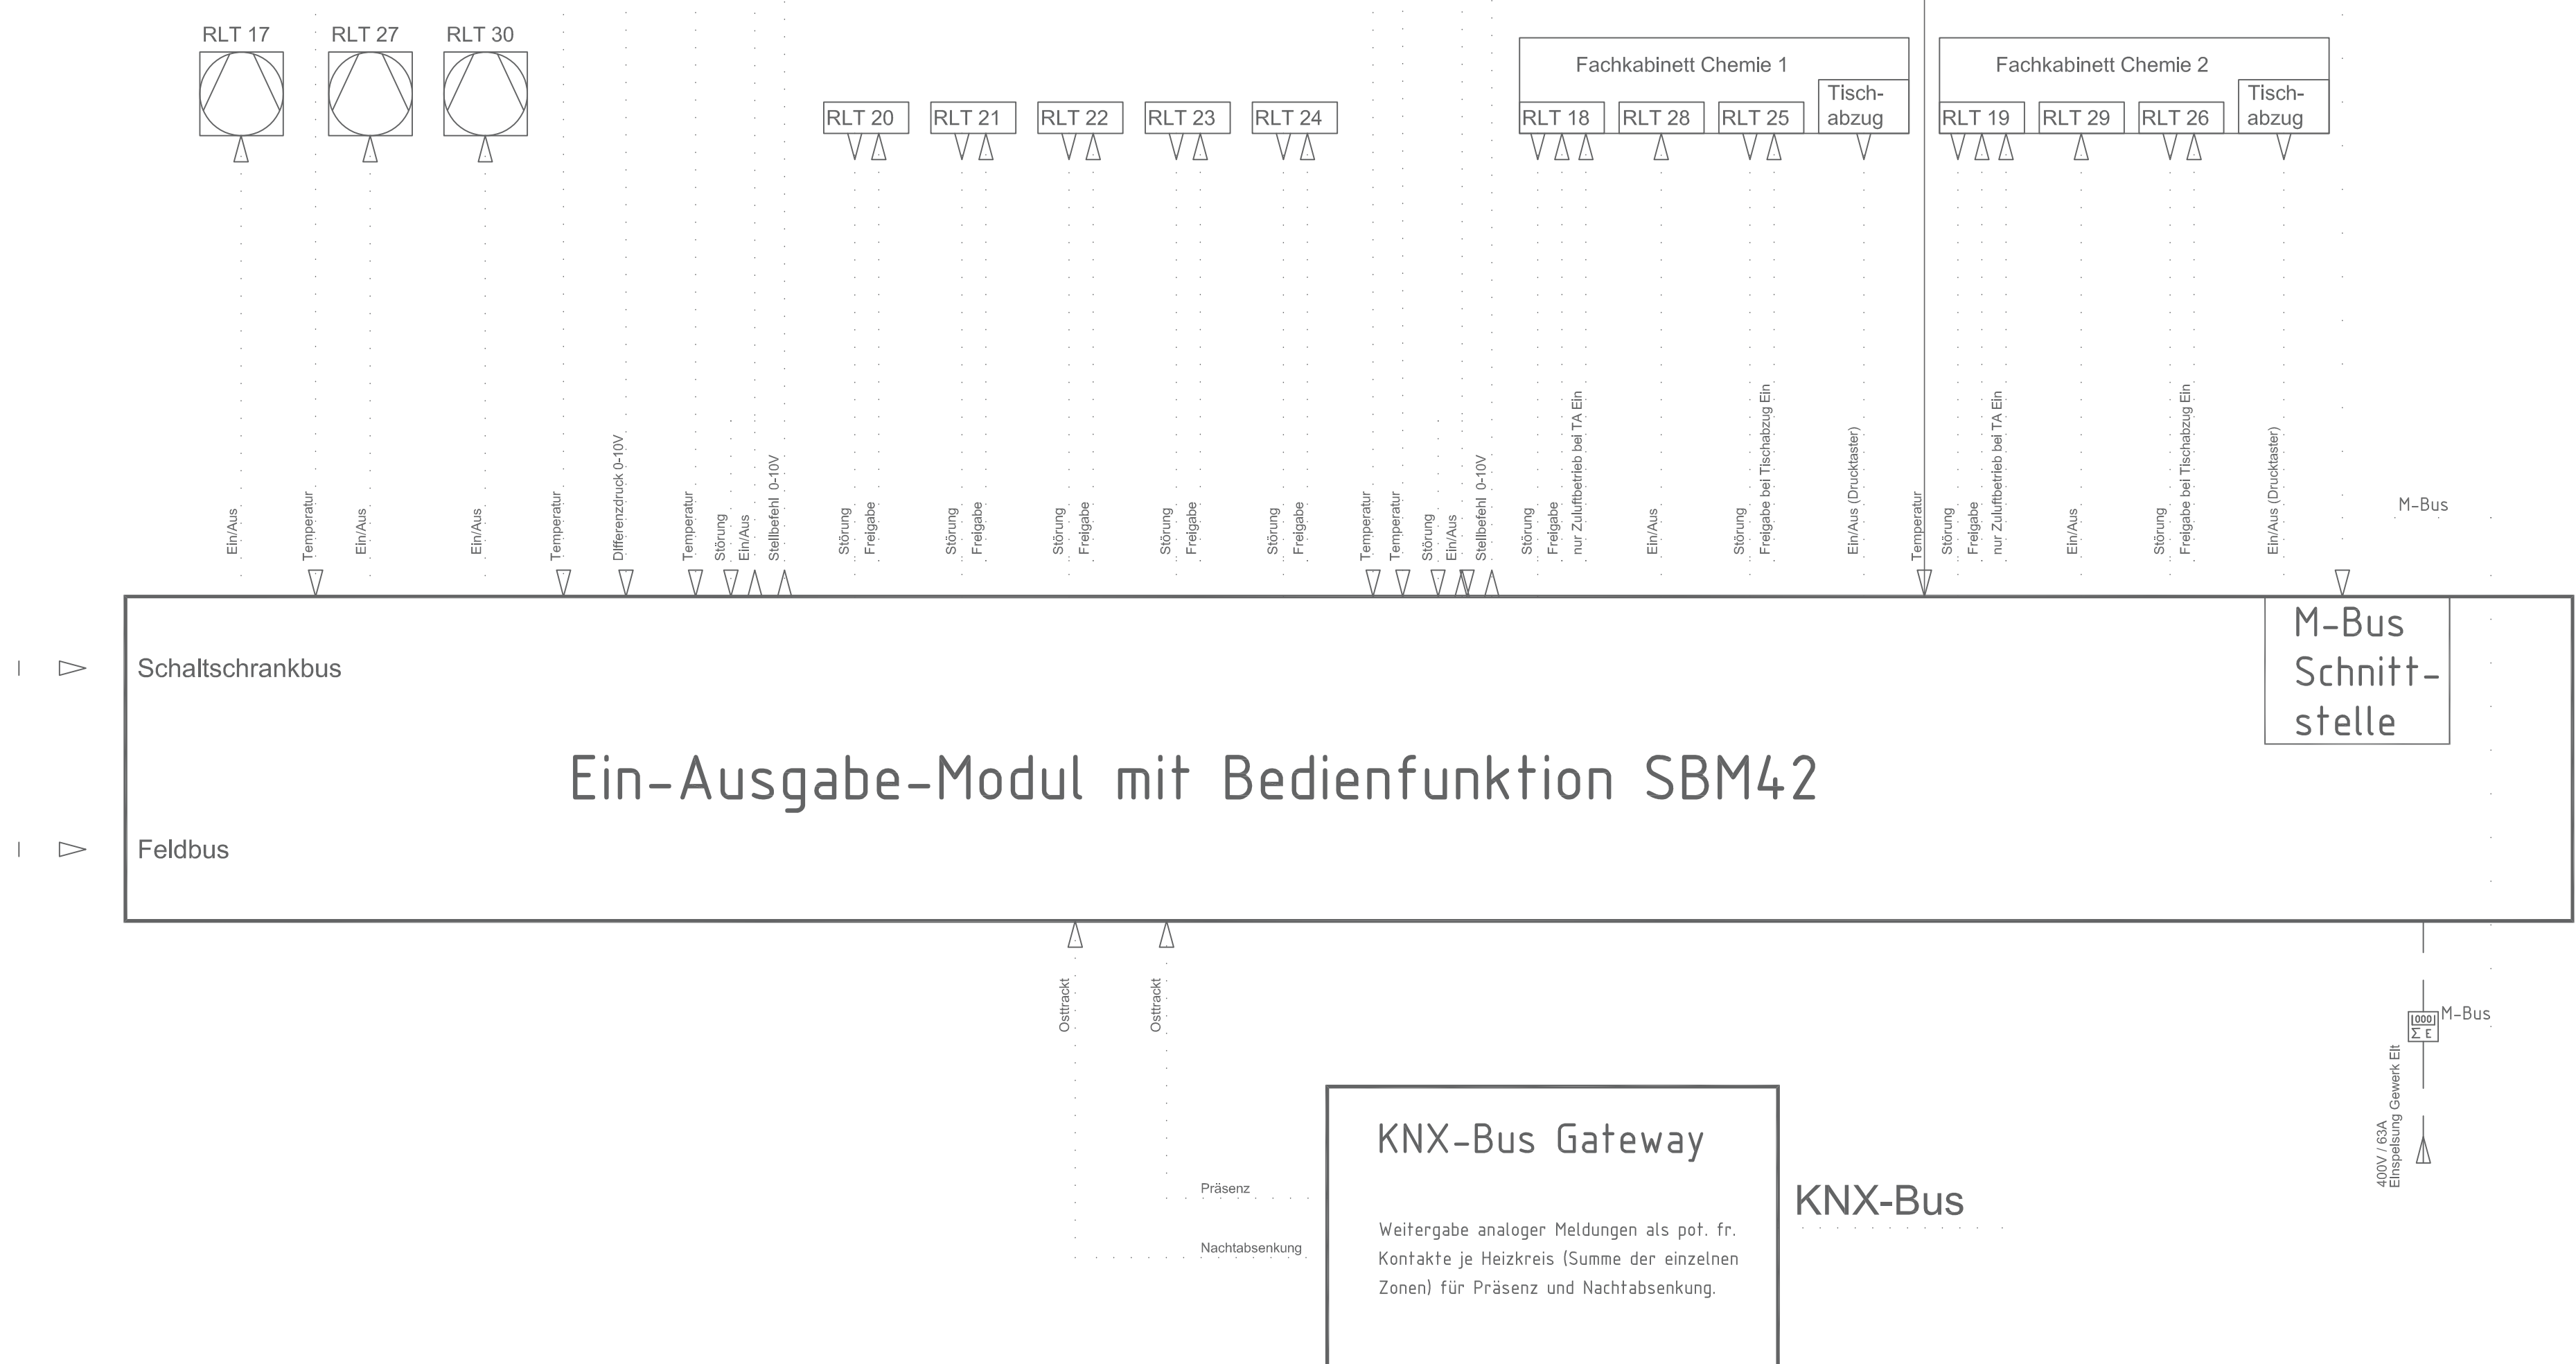 RLT 17
RLT 27
RLT 30
Fachkabinett Chemie 1
Fachkabinett Chemie 2
RLT 20
RLT 21
RLT 22
RLT 23
RLT 24
RLT 18
RLT 28
RLT 25
Tisch-
abzug
RLT 19
RLT 29
RLT 26
Tisch-
abzug
Ein/Aus
Temperatur
Ein/Aus
Ein/Aus
Temperatur
Differenzdruck 0-10V
Temperatur
Störung
Ein/Aus
Stellbefehl 0-10V
Störung
Freigabe
Störung
Freigabe
Störung
Freigabe
Störung
Freigabe
Störung
Freigabe
Temperatur
Temperatur
Störung
Ein/Aus
Stellbefehl 0-10V
Störung
Freigabe
nur Zuluftbetrieb bei TA Ein
Ein/Aus
Störung
Freigabe bei Tischabzug Ein
Ein/Aus (Drucktaster)
Temperatur
Störung
Freigabe
nur Zuluftbetrieb bei TA Ein
Ein/Aus
Störung
Freigabe bei Tischabzug Ein
Ein/Aus (Drucktaster)
M-Bus
M-Bus
Schnitt-
stelle
Schaltschrankbus
Ein-Ausgabe-Modul mit Bedienfunktion SBM42
Feldbus
Osttrackt
Osttrackt
000
Σ E
M-Bus
400V / 63A
Einspeisung Gewerk Elt
KNX-Bus Gateway
Präsenz
KNX-Bus
Weitergabe analoger Meldungen als pot. fr.
Nachtabsenkung
Kontakte je Heizkreis (Summe der einzelnen
Zonen) für Präsenz und Nachtabsenkung.